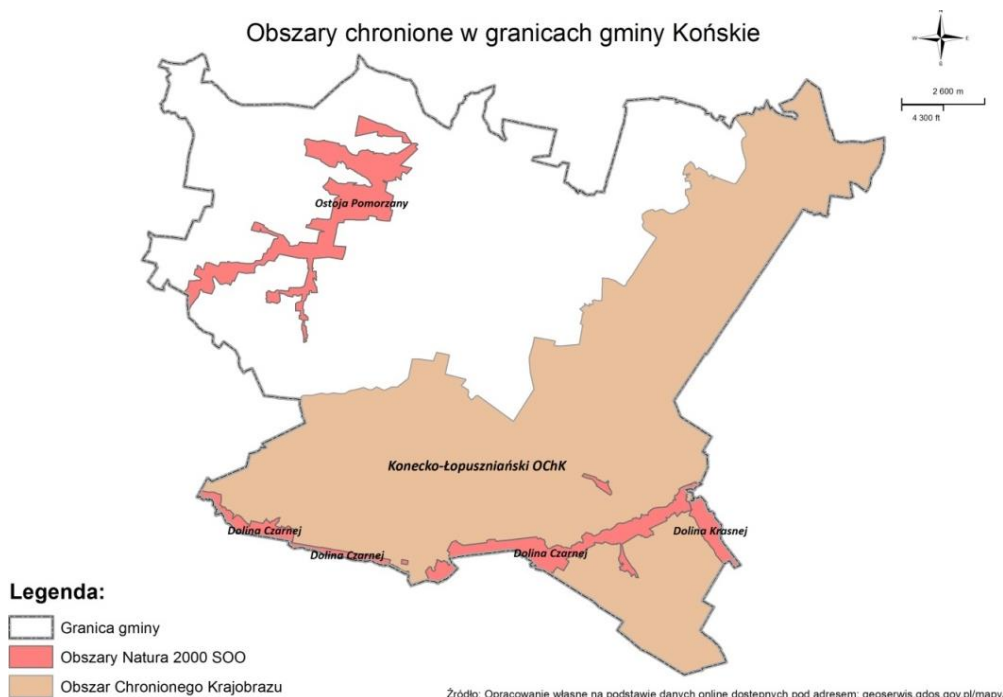 Obszary chronione w granicach gminy Końskie
N
W
E
S
2 600 m
4 300 ft
Ostoja Pomorzany
Konecko-Łopuszniański OChK
Dolina Czarnej
Dolina Czarnej
Dolina Czarnej
Dolina Krasnej
Legenda:
Granica gminy
Obszary Natura 2000 SOO
Obszar Chronionego Krajobrazu
Źródło: Opracowanie własne na podstawie danych online dostępnych pod adresem: geoserwis.gdos.gov.pl/mapy